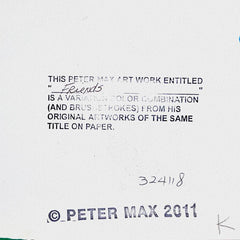 THIS PETER MAX ART WORK ENTITLED
"Friends"
IS A VARIATION COLOR COMBINATION
(AND BRUSHSTROKES) FROM HIS
ORIGINAL ARTWORKS OF THE SAME
TITLE ON PAPER.
324118
© PETER MAX 2011
K